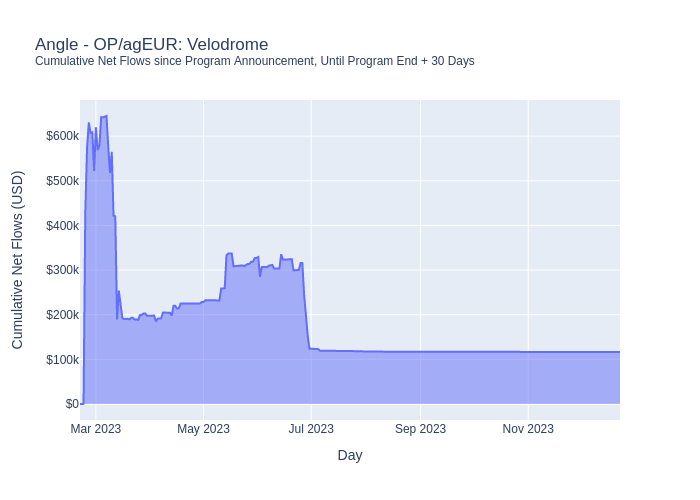 Angle - OP/agEUR: Velodrome
Cumulative Net Flows since Program Announcement, Until Program End + 30 Days
Cumulative Net Flows (USD)
$600k
$500k
$400k
$300k
$200k
$100k
$0
Mar 2023
May 2023
Jul 2023
Sep 2023
Nov 2023
Day